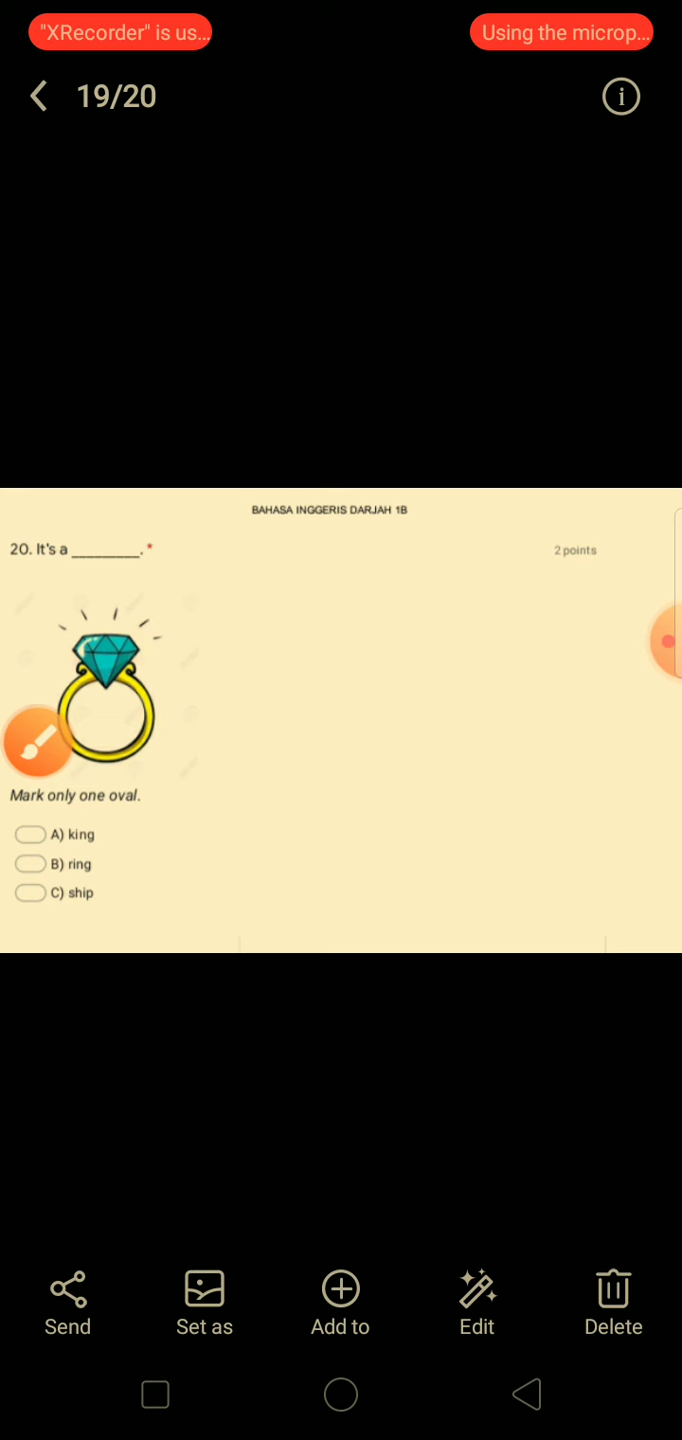 "XRecorder" is us...
Using the microp...
19/20
BAHASA INGGERIS DARJAH 1B
20. It's a ________. *
2 points
Mark only one oval.
A) king
B) ring
C) ship
Send
Set as
Add to
Edit
Delete